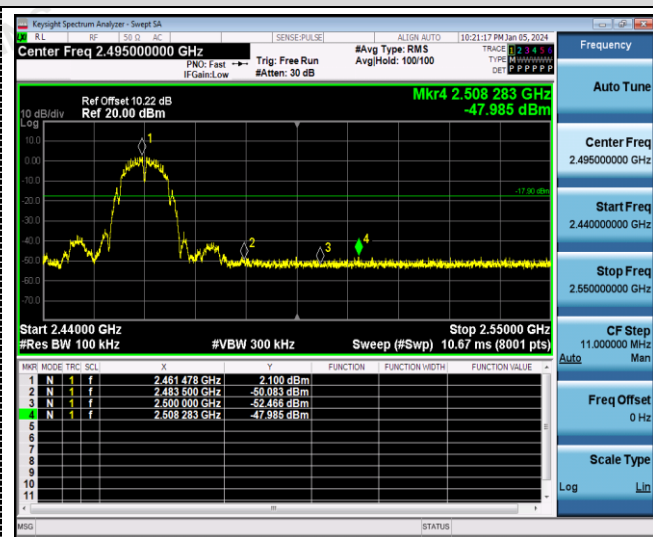 Keysight Spectrum Analyzer - Swept SA
RL RF 50 Ω AC SENSE:PULSE ALIGN AUTO 10:21:17 PM Jan 05, 2024
Center Freq 2.495000000 GHz
PNO: Fast
IFGain:Low
Trig: Free Run
#Atten: 30 dB
#Avg Type: RMS
Avg|Hold: 100/100
TRACE 1 2 3 4 5 6
TYPE M WWWWW
DET P P P P P P
Frequency
Auto Tune
Center Freq
2.495000000 GHz
Start Freq
2.440000000 GHz
Stop Freq
2.550000000 GHz
CF Step
11.000000 MHz
Auto Man
Freq Offset
0 Hz
Scale Type
Log Lin
Mkr4 2.508 283 GHz
-47.985 dBm
Ref Offset 10.22 dB
10 dB/div Ref 20.00 dBm
Log
10.0
0.00
-10.0
-20.0
-30.0
-40.0
-50.0
-60.0
-70.0
1
2
3
4
-17.90 dBm
Start 2.44000 GHz Stop 2.55000 GHz
#Res BW 100 kHz #VBW 300 kHz Sweep (#Swp) 10.67 ms (8001 pts)
MKR MODE TRC SCL X Y FUNCTION FUNCTION WIDTH FUNCTION VALUE
1 N 1 f 2.461 478 GHz 2.100 dBm
2 N 1 f 2.483 500 GHz -50.083 dBm
3 N 1 f 2.500 000 GHz -52.466 dBm
4 N 1 f 2.508 283 GHz -47.985 dBm
5
6
7
8
9
10
11
MSG STATUS